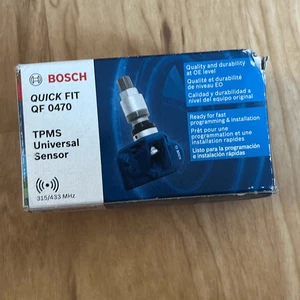 BOSCH
QUICK FIT
QF 0470
TPMS
Universal
Sensor
315/433 MHz
Quality and durability
at OE level
Qualité et durabilité
de niveau EO
Calidad y durabilidad a
nivel del equipo original
Ready for fast
programming & installation
Prêt pour une
programmation et une
installation rapides
Listo para la programación
e instalación rápidas
BOSCH